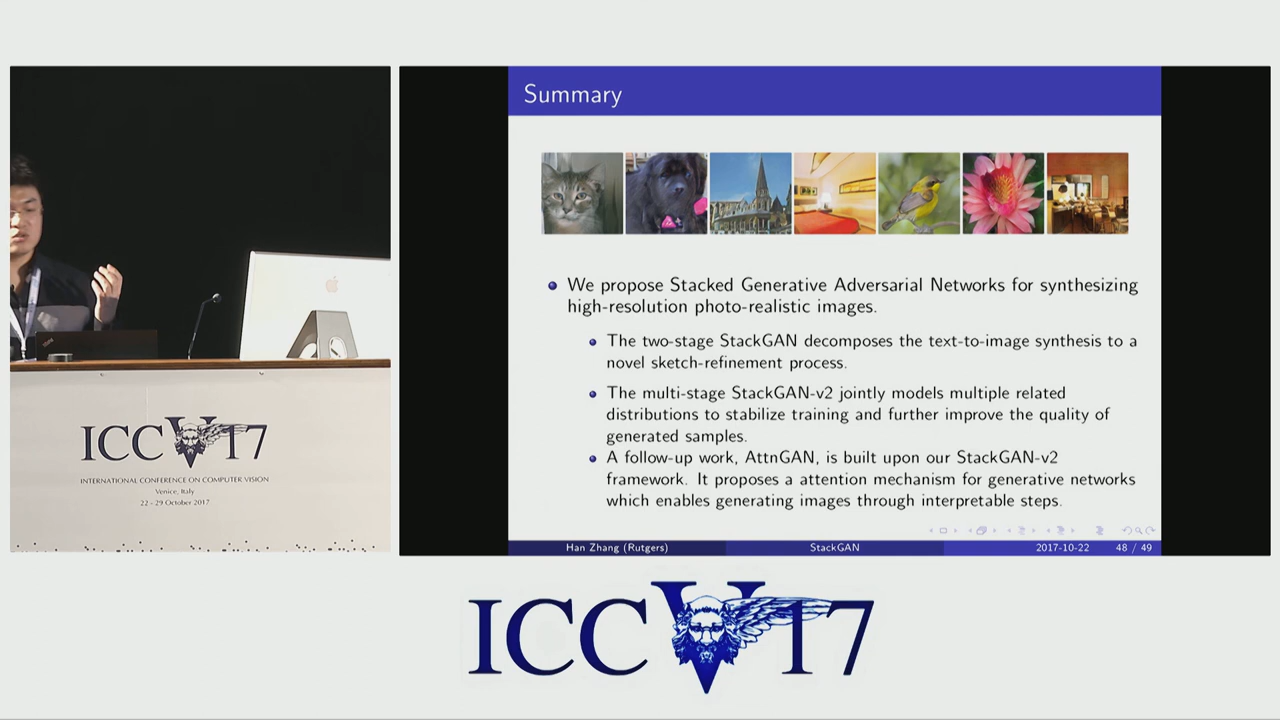 Summary
We propose Stacked Generative Adversarial Networks for synthesizing
high-resolution photo-realistic images.
The two-stage StackGAN decomposes the text-to-image synthesis to a
novel sketch-refinement process.
The multi-stage StackGAN-v2 jointly models multiple related
distributions to stabilize training and further improve the quality of
generated samples.
A follow-up work, AttnGAN, is built upon our StackGAN-v2
framework. It proposes a attention mechanism for generative networks
which enables generating images through interpretable steps.
Han Zhang (Rutgers) StackGAN 2017-10-22 48 / 49
ICCV17
INTERNATIONAL CONFERENCE ON COMPUTER VISION
Venice, Italy
22 - 29 October 2017
ICCV17